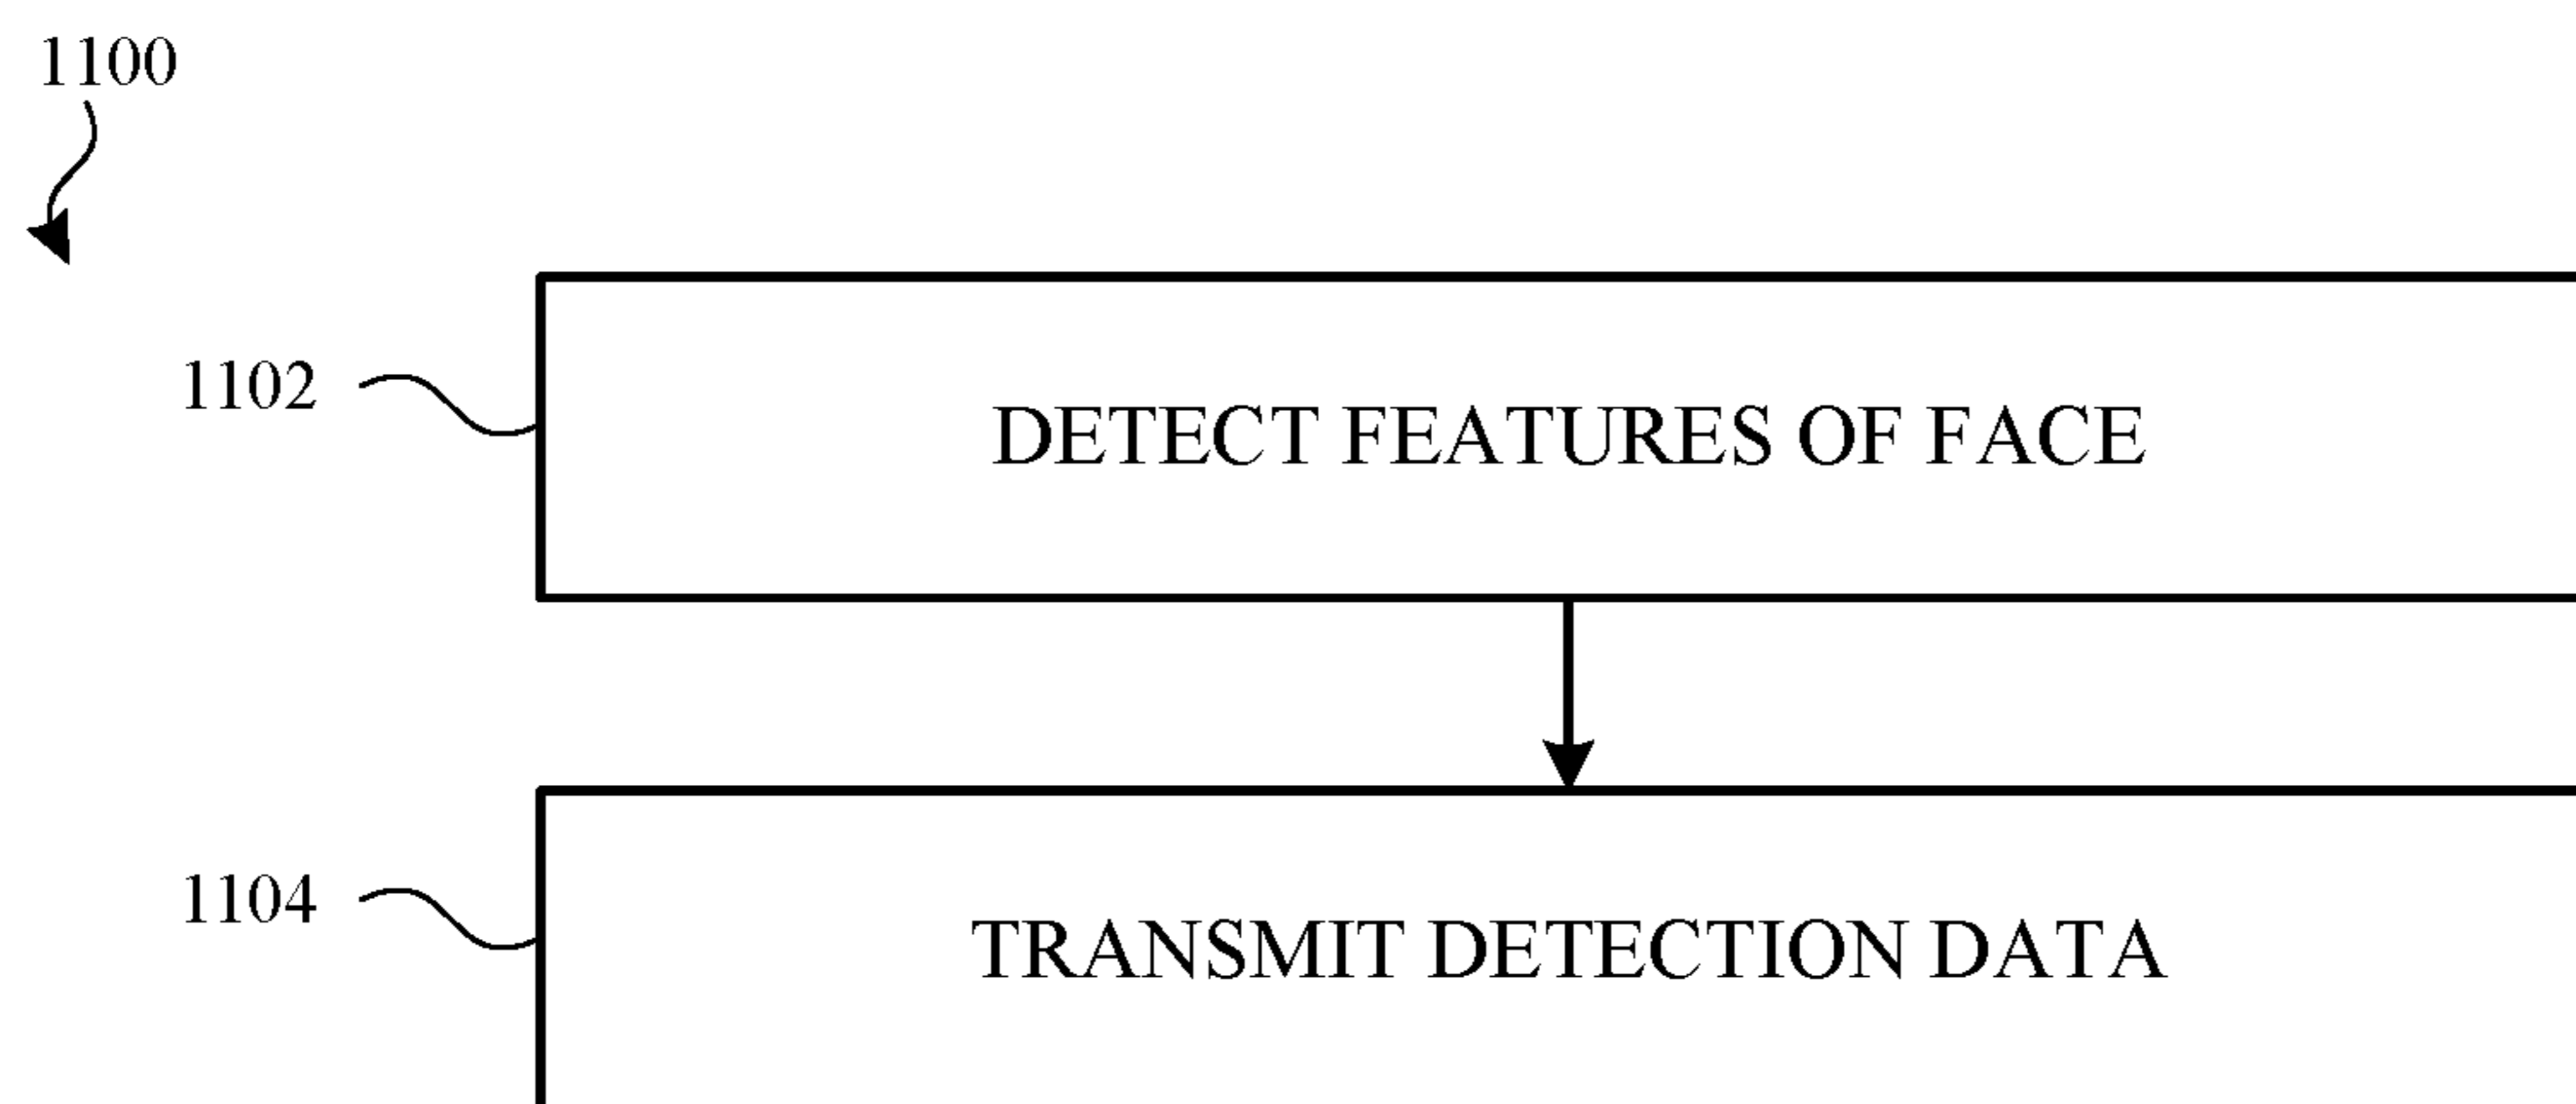 1100
1102
DETECT FEATURES OF FACE
1104
TRANSMIT DETECTION DATA